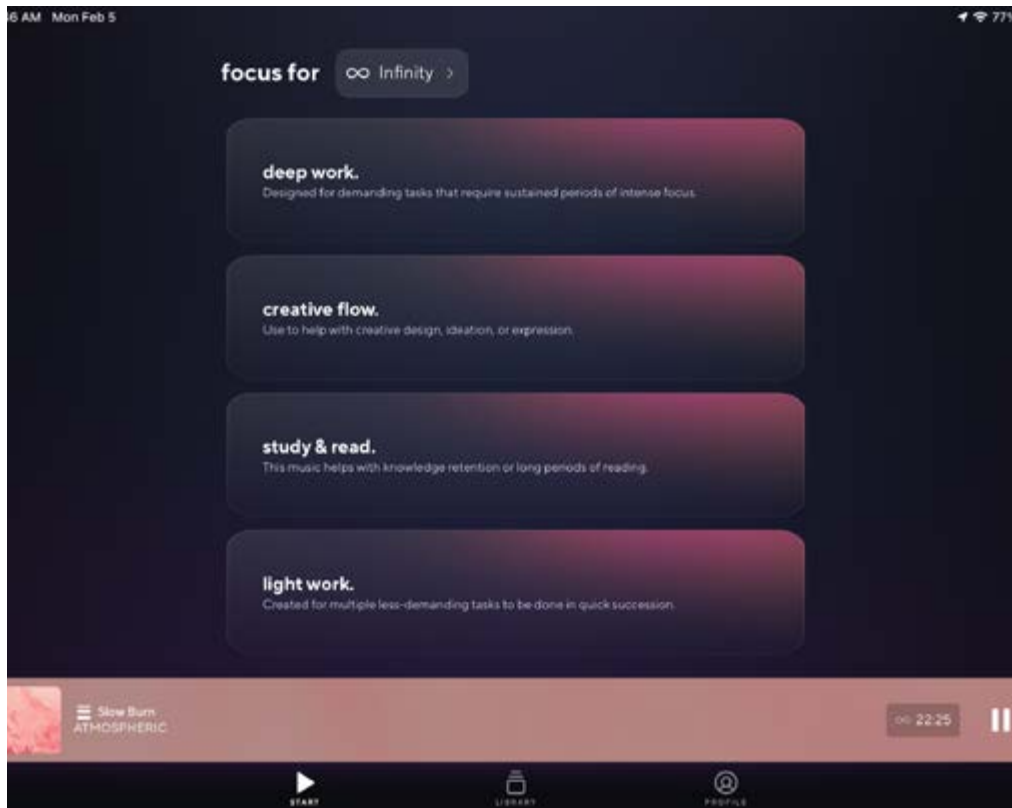 6 AM Mon Feb 5
77%
focus for ∞ Infinity >
deep work.
Designed for demanding tasks that require sustained periods of intense focus.
creative flow.
Use to help with creative design, ideation, or expression.
study & read.
This music helps with knowledge retention or long periods of reading.
light work.
Created for multiple less-demanding tasks to be done in quick succession.
Slow Burn
ATMOSPHERIC
∞ 22:25
START
LIBRARY
PROFILE